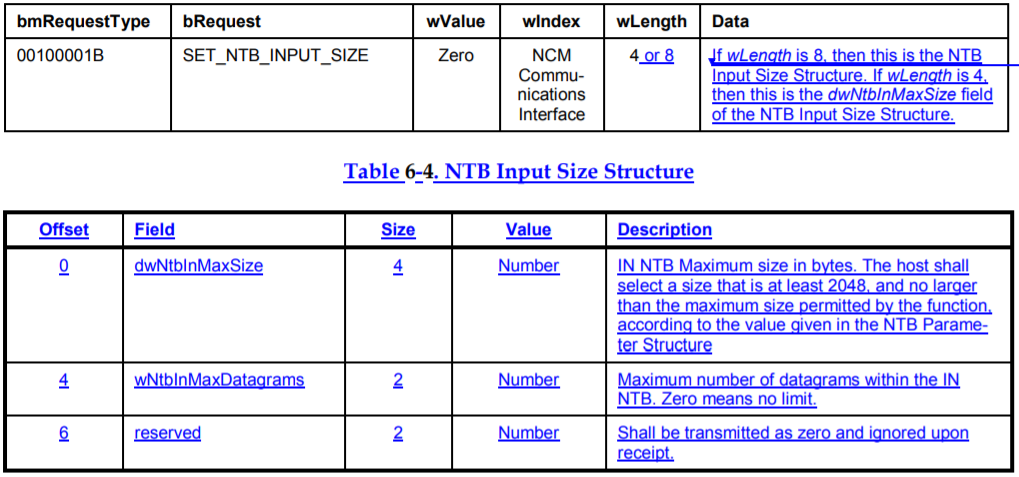 bmRequestType bRequest wValue wIndex wLength Data
00100001B SET_NTB_INPUT_SIZE Zero NCM 4 or 8 If wLength is 8, then this is the NTB
Commu- Input Size Structure. If wLength is 4,
nications then this is the dwNtbInMaxSize field
Interface of the NTB Input Size Structure.
Table 6-4. NTB Input Size Structure
Offset Field Size Value Description
0 dwNtbInMaxSize 4 Number IN NTB Maximum size in bytes. The host shall
select a size that is at least 2048, and no larger
than the maximum size permitted by the function,
according to the value given in the NTB Parame-
ter Structure
4 wNtbInMaxDatagrams 2 Number Maximum number of datagrams within the IN
NTB. Zero means no limit.
6 reserved 2 Number Shall be transmitted as zero and ignored upon
receipt.